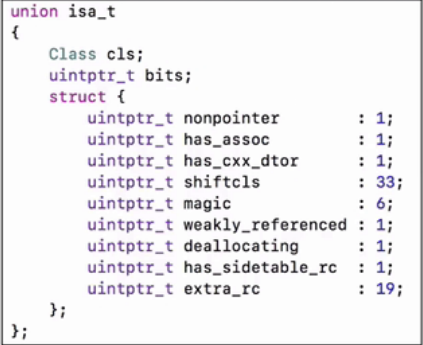 union isa_t
{
    Class cls;
    uintptr_t bits;
    struct {
        uintptr_t nonpointer        : 1;
        uintptr_t has_assoc         : 1;
        uintptr_t has_cxx_dtor      : 1;
        uintptr_t shiftcls          : 33;
        uintptr_t magic             : 6;
        uintptr_t weakly_referenced : 1;
        uintptr_t deallocating      : 1;
        uintptr_t has_sidetable_rc  : 1;
        uintptr_t extra_rc          : 19;
    };
};